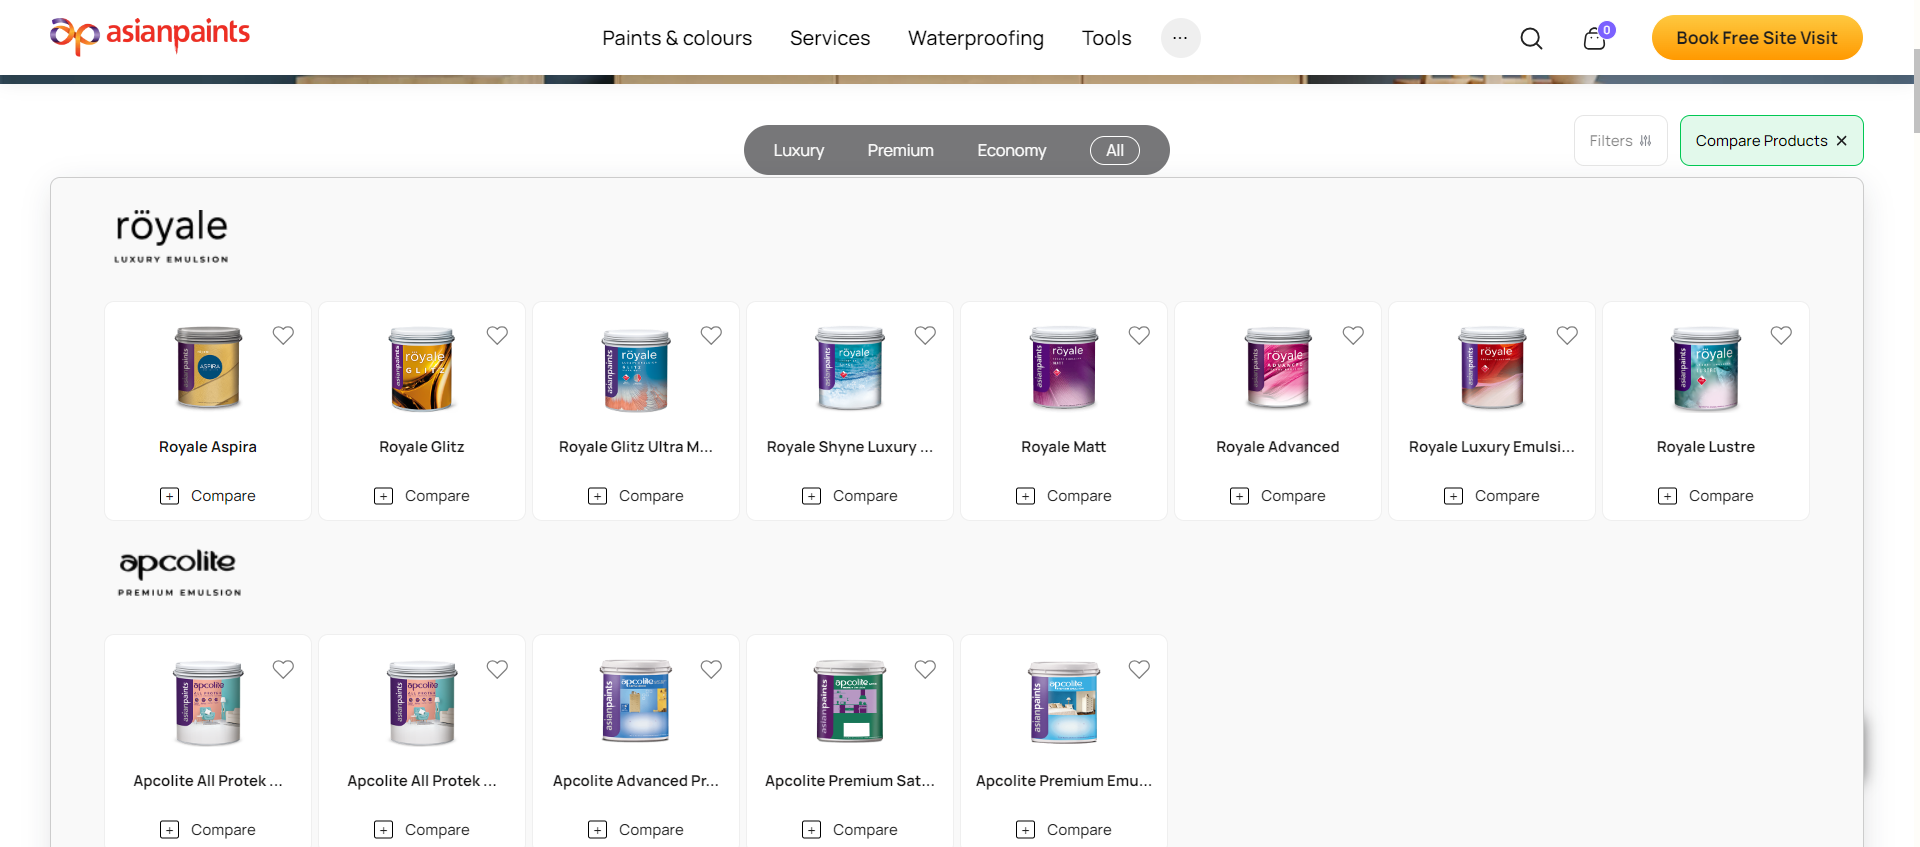 asianpaints
Paints & colours
Services
Waterproofing
Tools
...
0
Book Free Site Visit
Luxury
Premium
Economy
All
Filters
Compare Products
röyale
LUXURY EMULSION
Royale Aspira
Compare
Royale Glitz
Compare
Royale Glitz Ultra M...
Compare
Royale Shyne Luxury ...
Compare
Royale Matt
Compare
Royale Advanced
Compare
Royale Luxury Emulsi...
Compare
Royale Lustre
Compare
apcolite
PREMIUM EMULSION
Apcolite All Protek ...
Compare
Apcolite All Protek ...
Compare
Apcolite Advanced Pr...
Compare
Apcolite Premium Sat...
Compare
Apcolite Premium Emu...
Compare